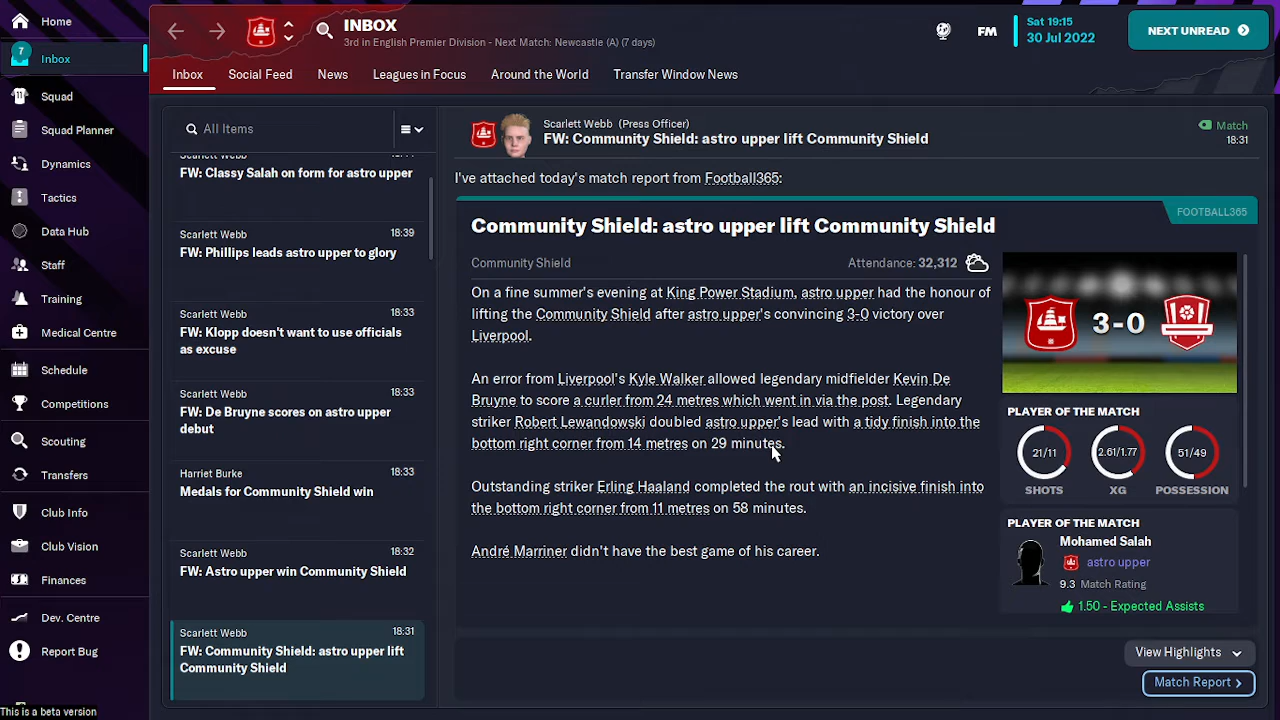 Home
7
Inbox
Squad
Squad Planner
Dynamics
Tactics
Data Hub
Staff
Training
Medical Centre
Schedule
Competitions
Scouting
Transfers
Club Info
Club Vision
Finances
Dev. Centre
Report Bug
This is a beta version
INBOX
3rd in English Premier Division - Next Match: Newcastle (A) (7 days)
FM
Sat 19:15
30 Jul 2022
NEXT UNREAD
Inbox
Social Feed
News
Leagues in Focus
Around the World
Transfer Window News
All Items
Scarlett Webb
FW: Classy Salah on form for astro upper
Scarlett Webb 18:39
FW: Phillips leads astro upper to glory
Scarlett Webb 18:33
FW: Klopp doesn't want to use officials
as excuse
Scarlett Webb 18:33
FW: De Bruyne scores on astro upper
debut
Harriet Burke 18:33
Medals for Community Shield win
Scarlett Webb 18:32
FW: Astro upper win Community Shield
Scarlett Webb 18:31
FW: Community Shield: astro upper lift
Community Shield
Scarlett Webb (Press Officer)
FW: Community Shield: astro upper lift Community Shield
Match
18:31
I've attached today's match report from Football365:
FOOTBALL365
Community Shield: astro upper lift Community Shield
Community Shield
Attendance: 32,312
On a fine summer's evening at King Power Stadium, astro upper had the honour of
lifting the Community Shield after astro upper's convincing 3-0 victory over
Liverpool.
An error from Liverpool's Kyle Walker allowed legendary midfielder Kevin De
Bruyne to score a curler from 24 metres which went in via the post. Legendary
striker Robert Lewandowski doubled astro upper's lead with a tidy finish into the
bottom right corner from 14 metres on 29 minutes.
Outstanding striker Erling Haaland completed the rout with an incisive finish into
the bottom right corner from 11 metres on 58 minutes.
André Marriner didn't have the best game of his career.
3-0
PLAYER OF THE MATCH
21/11
2.61/1.77
51/49
SHOTS
XG
POSSESSION
PLAYER OF THE MATCH
Mohamed Salah
astro upper
9.3 Match Rating
1.50 - Expected Assists
View Highlights
Match Report